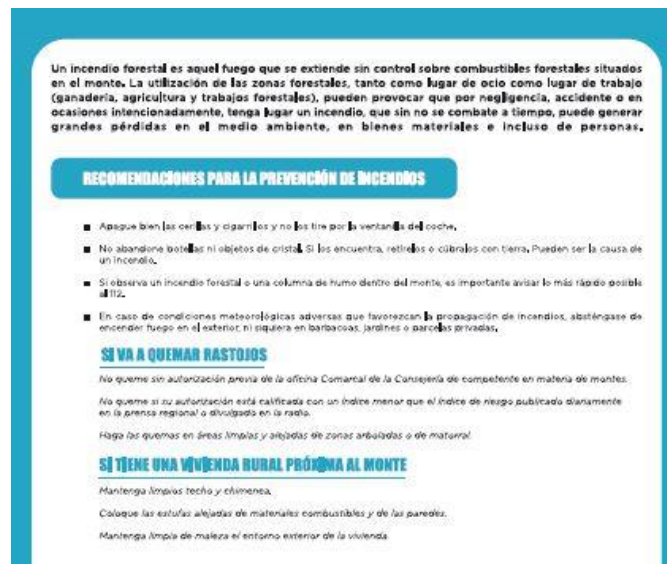 Un incendio forestal es aquel fuego que se extiende sin control sobre combustibles forestales situados
en el monte. La utilización de las zonas forestales, tanto como lugar de ocio como lugar de trabajo
(ganadería, agricultura y trabajos forestales), pueden provocar que por negligencia, accidente o en
ocasiones intencionadamente, tenga lugar un incendio, que sin no se combate a tiempo, puede generar
grandes pérdidas en el medio ambiente, en bienes materiales e incluso de personas.
RECOMENDACIONES PARA LA PREVENCIÓN DE INCENDIOS
■ Apague bien las cerillas y cigarrillos y no los tire por la ventanilla del coche.
■ No abandone botellas ni objetos de cristal. Si los encuentra, retírelos o cúbralos con tierra. Pueden ser la causa de
un incendio.
■ Si observa un incendio forestal o una columna de humo dentro del monte, es importante avisar lo más rápido posible
al 112.
■ En caso de condiciones meteorológicas adversas que favorezcan la propagación de incendios, absténgase de
encender fuego en el exterior, ni siquiera en barbacoas, jardines o parcelas privadas.
SI VA A QUEMAR RASTOJOS
No queme sin autorización previa de la oficina Comarcal de la Consejería de competente en materia de montes.
No queme si su autorización está calificada con un índice menor que el índice de riesgo publicado diariamente
en la prensa regional o divulgado en la radio.
Haga las quemas en áreas limpias y alejadas de zonas arboladas o de matorral.
SI TIENE UNA VIVIENDA RURAL PRÓXIMA AL MONTE
Mantenga limpios techo y chimenea.
Coloque las estufas alejadas de materiales combustibles y de las paredes.
Mantenga limpia de maleza el entorno exterior de la vivienda.